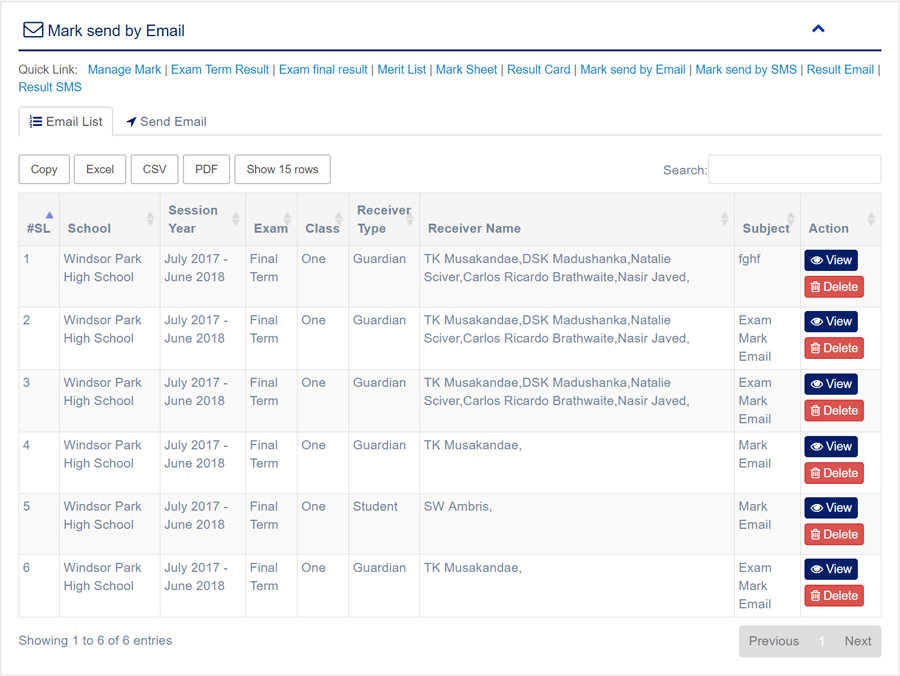 Mark send by Email
Quick Link: Manage Mark | Exam Term Result | Exam final result | Merit List | Mark Sheet | Result Card | Mark send by Email | Mark send by SMS | Result Email |
Result SMS
Email List Send Email
Copy Excel CSV PDF Show 15 rows Search:
#SL School Session Year Exam Class Receiver Type Receiver Name Subject Action
1 Windsor Park July 2017 - Final One Guardian TK Musakandae,DSK Madushanka,Natalie fghf View
High School June 2018 Term Sciver,Carlos Ricardo Brathwaite,Nasir Javed, Delete
2 Windsor Park July 2017 - Final One Guardian TK Musakandae,DSK Madushanka,Natalie Exam View
High School June 2018 Term Sciver,Carlos Ricardo Brathwaite,Nasir Javed, Mark Delete
Email
3 Windsor Park July 2017 - Final One Guardian TK Musakandae,DSK Madushanka,Natalie Exam View
High School June 2018 Term Sciver,Carlos Ricardo Brathwaite,Nasir Javed, Mark Delete
Email
4 Windsor Park July 2017 - Final One Guardian TK Musakandae, Mark View
High School June 2018 Term Email Delete
5 Windsor Park July 2017 - Final One Student SW Ambris, Mark View
High School June 2018 Term Email Delete
6 Windsor Park July 2017 - Final One Guardian TK Musakandae, Exam View
High School June 2018 Term Mark Delete
Email
Showing 1 to 6 of 6 entries Previous 1 Next